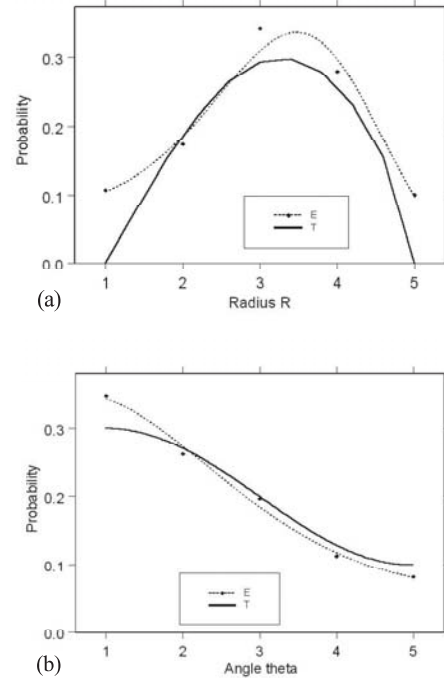 0.3
0.2
0.1
0.0
Probability
E
T
1 2 3 4 5
Radius R
(a)
0.3
0.2
0.1
0.0
Probability
E
T
1 2 3 4 5
Angle theta
(b)